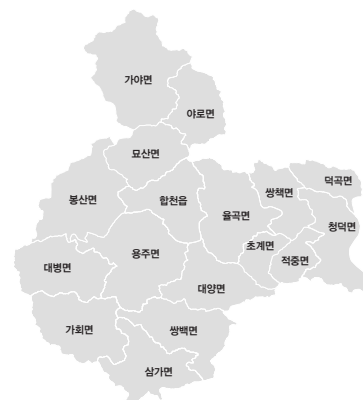 가야면
야로면
묘산면
봉산면
합천읍
율곡면
쌍책면
덕곡면
청덕면
초계면
적중면
대병면
용주면
대양면
가회면
쌍백면
삼가면